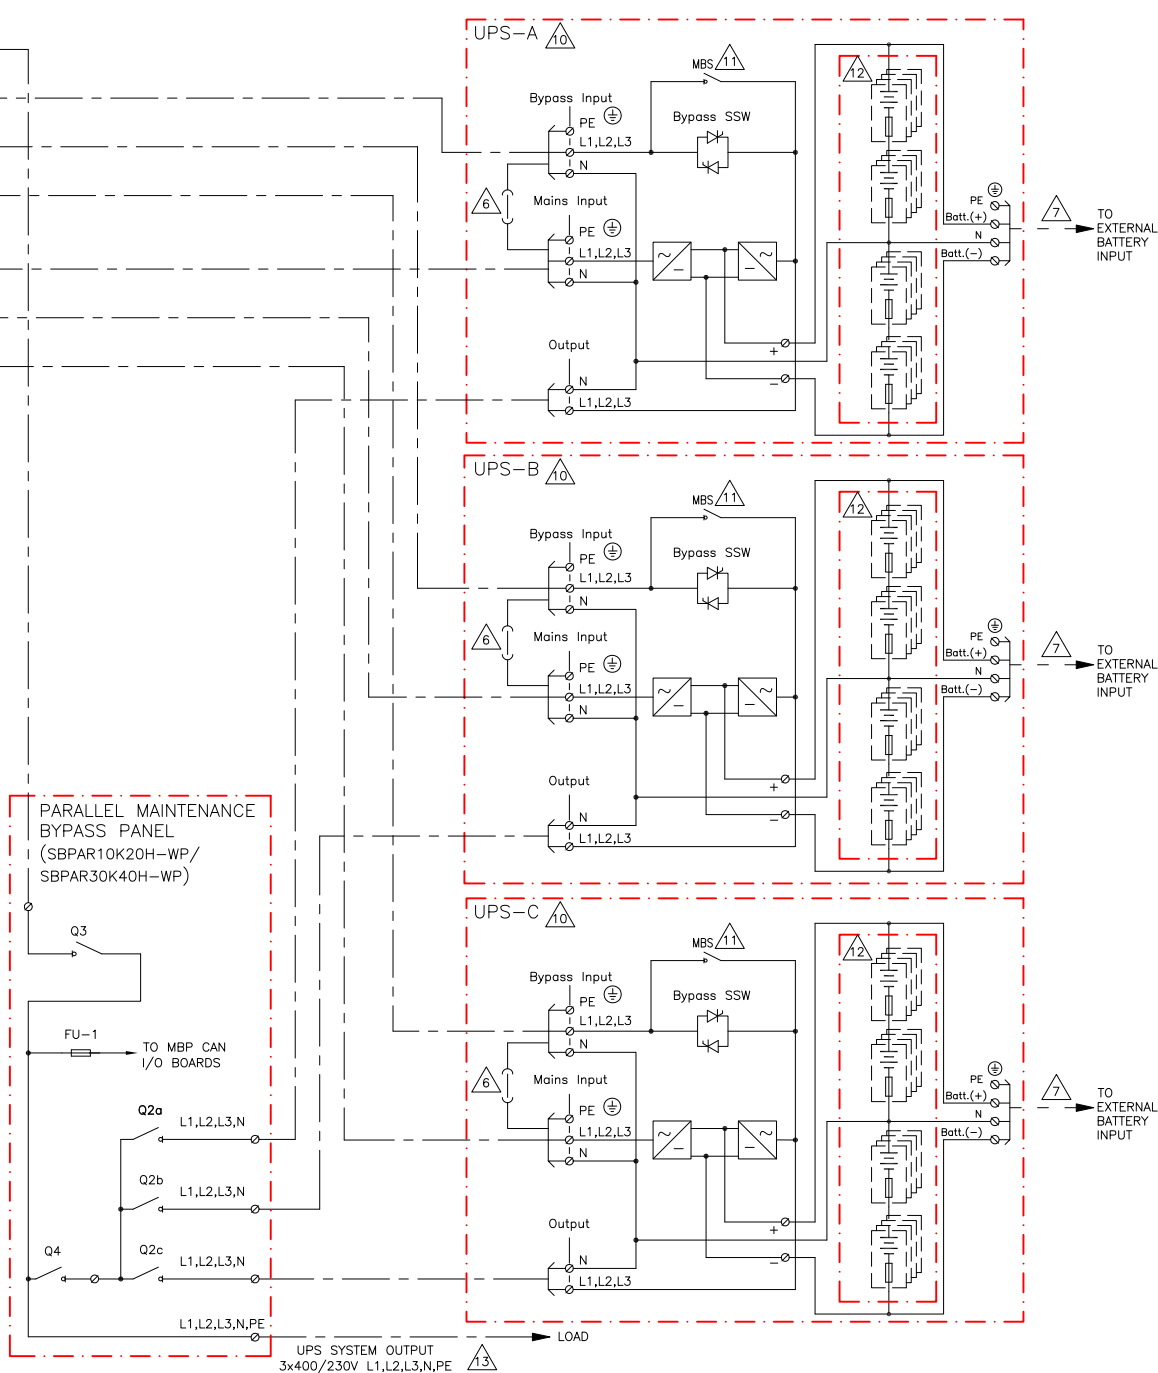 UPS-A 10
MBS 11
12
Bypass Input
PE
L1,L2,L3
N
Bypass SSW
6
Mains Input
PE
L1,L2,L3
N
PE
Batt.(+)
N
Batt.(-)
7
TO
EXTERNAL
BATTERY
INPUT
Output
N
L1,L2,L3
+
-
UPS-B 10
MBS 11
12
Bypass Input
PE
L1,L2,L3
N
Bypass SSW
6
Mains Input
PE
L1,L2,L3
N
PE
Batt.(+)
N
Batt.(-)
7
TO
EXTERNAL
BATTERY
INPUT
Output
N
L1,L2,L3
+
-
UPS-C 10
MBS 11
12
Bypass Input
PE
L1,L2,L3
N
Bypass SSW
6
Mains Input
PE
L1,L2,L3
N
PE
Batt.(+)
N
Batt.(-)
7
TO
EXTERNAL
BATTERY
INPUT
Output
N
L1,L2,L3
+
-
PARALLEL MAINTENANCE
BYPASS PANEL
(SBPAR10K20H-WP/
SBPAR30K40H-WP)
Q3
FU-1
TO MBP CAN
I/O BOARDS
Q2a
L1,L2,L3,N
Q2b
L1,L2,L3,N
Q4
Q2c
L1,L2,L3,N
L1,L2,L3,N,PE
LOAD
UPS SYSTEM OUTPUT
3x400/230V L1,L2,L3,N,PE
13